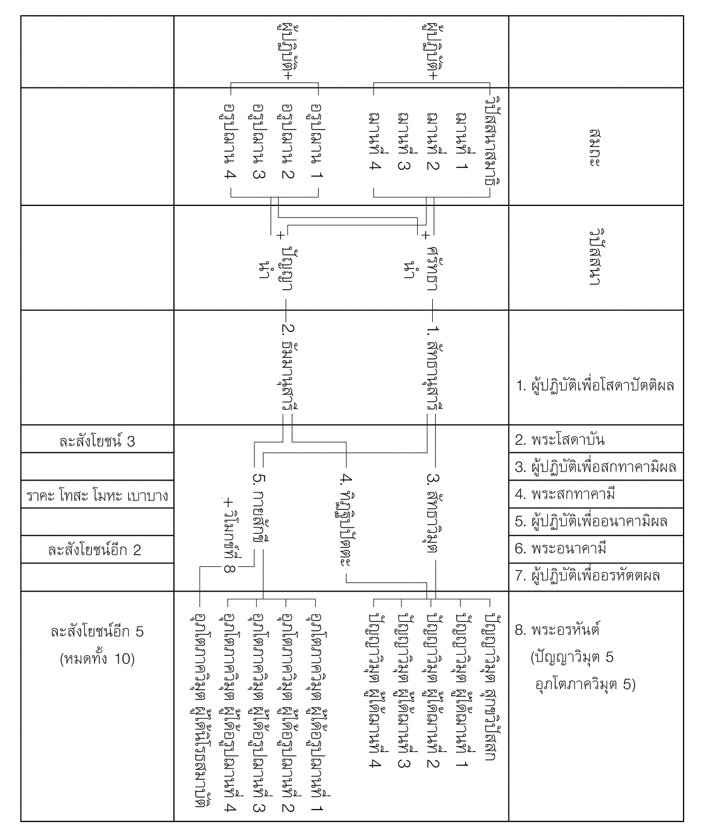 ผู้ปฏิบัติ+
ผู้ปฏิบัติ+
อรูปฌาน 1
อรูปฌาน 2
อรูปฌาน 3
อรูปฌาน 4
วิปัสสนาสมาธิ
ฌานที่ 1
ฌานที่ 2
ฌานที่ 3
ฌานที่ 4
สมถะ
+ ปัญญา
นำ
+ ศรัทธา
นำ
วิปัสสนา
2. ธัมมานุสารี
1. สัทธานุสารี
1. ผู้ปฏิบัติเพื่อโสดาปัตติผล
ละสังโยชน์ 3
2. พระโสดาบัน
3. ผู้ปฏิบัติเพื่อสกทาคามิผล
ราคะ โทสะ โมหะ เบาบาง
4. พระสกทาคามี
5. ผู้ปฏิบัติเพื่ออนาคามิผล
ละสังโยชน์อีก 2
6. พระอนาคามี
7. ผู้ปฏิบัติเพื่ออรหัตตผล
5. กายสักขี
+ วิโมกข์ที่ 8
4. ทิฏฐิปปัตตะ
3. สัทธาวิมุต
ละสังโยชน์อีก 5
(หมดทั้ง 10)
อุภโตภาควิมุต ผู้ได้อรูปฌานที่ 1
อุภโตภาควิมุต ผู้ได้อรูปฌานที่ 2
อุภโตภาควิมุต ผู้ได้อรูปฌานที่ 3
อุภโตภาควิมุต ผู้ได้อรูปฌานที่ 4
อุภโตภาควิมุต ผู้ได้นิโรธสมาบัติ
ปัญญาวิมุต สุกขวิปัสสก
ปัญญาวิมุต ผู้ได้ฌานที่ 1
ปัญญาวิมุต ผู้ได้ฌานที่ 2
ปัญญาวิมุต ผู้ได้ฌานที่ 3
ปัญญาวิมุต ผู้ได้ฌานที่ 4
8. พระอรหันต์
(ปัญญาวิมุต 5
อุภโตภาควิมุต 5)